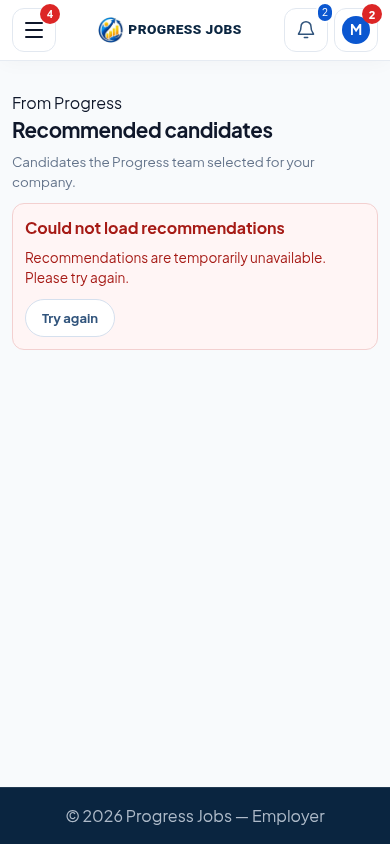 4
PROGRESS JOBS
2
M
2
From Progress
Recommended candidates
Candidates the Progress team selected for your
company.
Could not load recommendations
Recommendations are temporarily unavailable.
Please try again.
Try again
© 2026 Progress Jobs — Employer